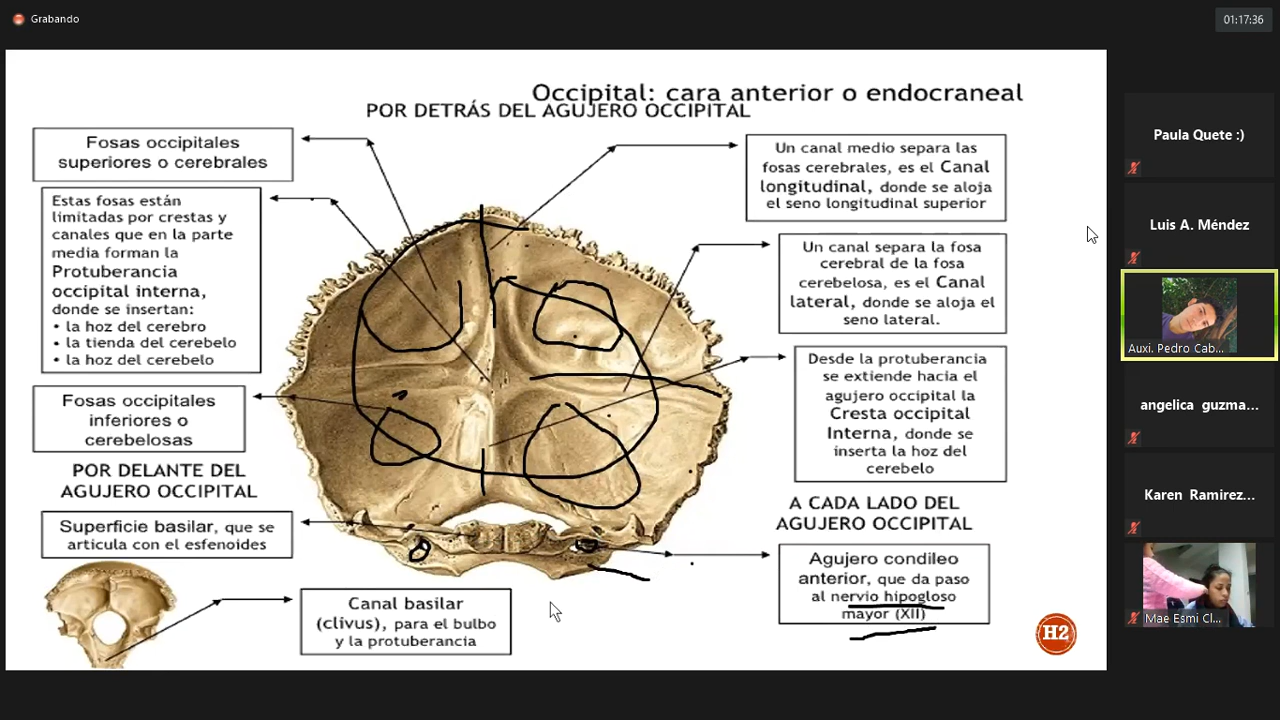 Grabando
01:17:36
Occipital: cara anterior o endocraneal
POR DETRÁS DEL AGUJERO OCCIPITAL
Fosas occipitales
superiores o cerebrales
Estas fosas están
limitadas por crestas y
canales que en la parte
media forman la
Protuberancia
occipital interna,
donde se insertan:
• la hoz del cerebro
• la tienda del cerebelo
• la hoz del cerebelo
Fosas occipitales
inferiores o
cerebelosas
POR DELANTE DEL
AGUJERO OCCIPITAL
Superficie basilar, que se
articula con el esfenoides
Canal basilar
(clivus), para el bulbo
y la protuberancia
Un canal medio separa las
fosas cerebrales, es el Canal
longitudinal, donde se aloja
el seno longitudinal superior
Un canal separa la fosa
cerebral de la fosa
cerebelosa, es el Canal
lateral, donde se aloja el
seno lateral.
Desde la protuberancia
se extiende hacia el
agujero occipital la
Cresta occipital
Interna, donde se
inserta la hoz del
cerebelo
A CADA LADO DEL
AGUJERO OCCIPITAL
Agujero condileo
anterior, que da paso
al nervio hipogloso
mayor (XII)
H2
Paula Quete :)
Luis A. Méndez
Auxi. Pedro Cab...
angelica guzma...
Karen Ramirez...
Mae Esmi Cl...